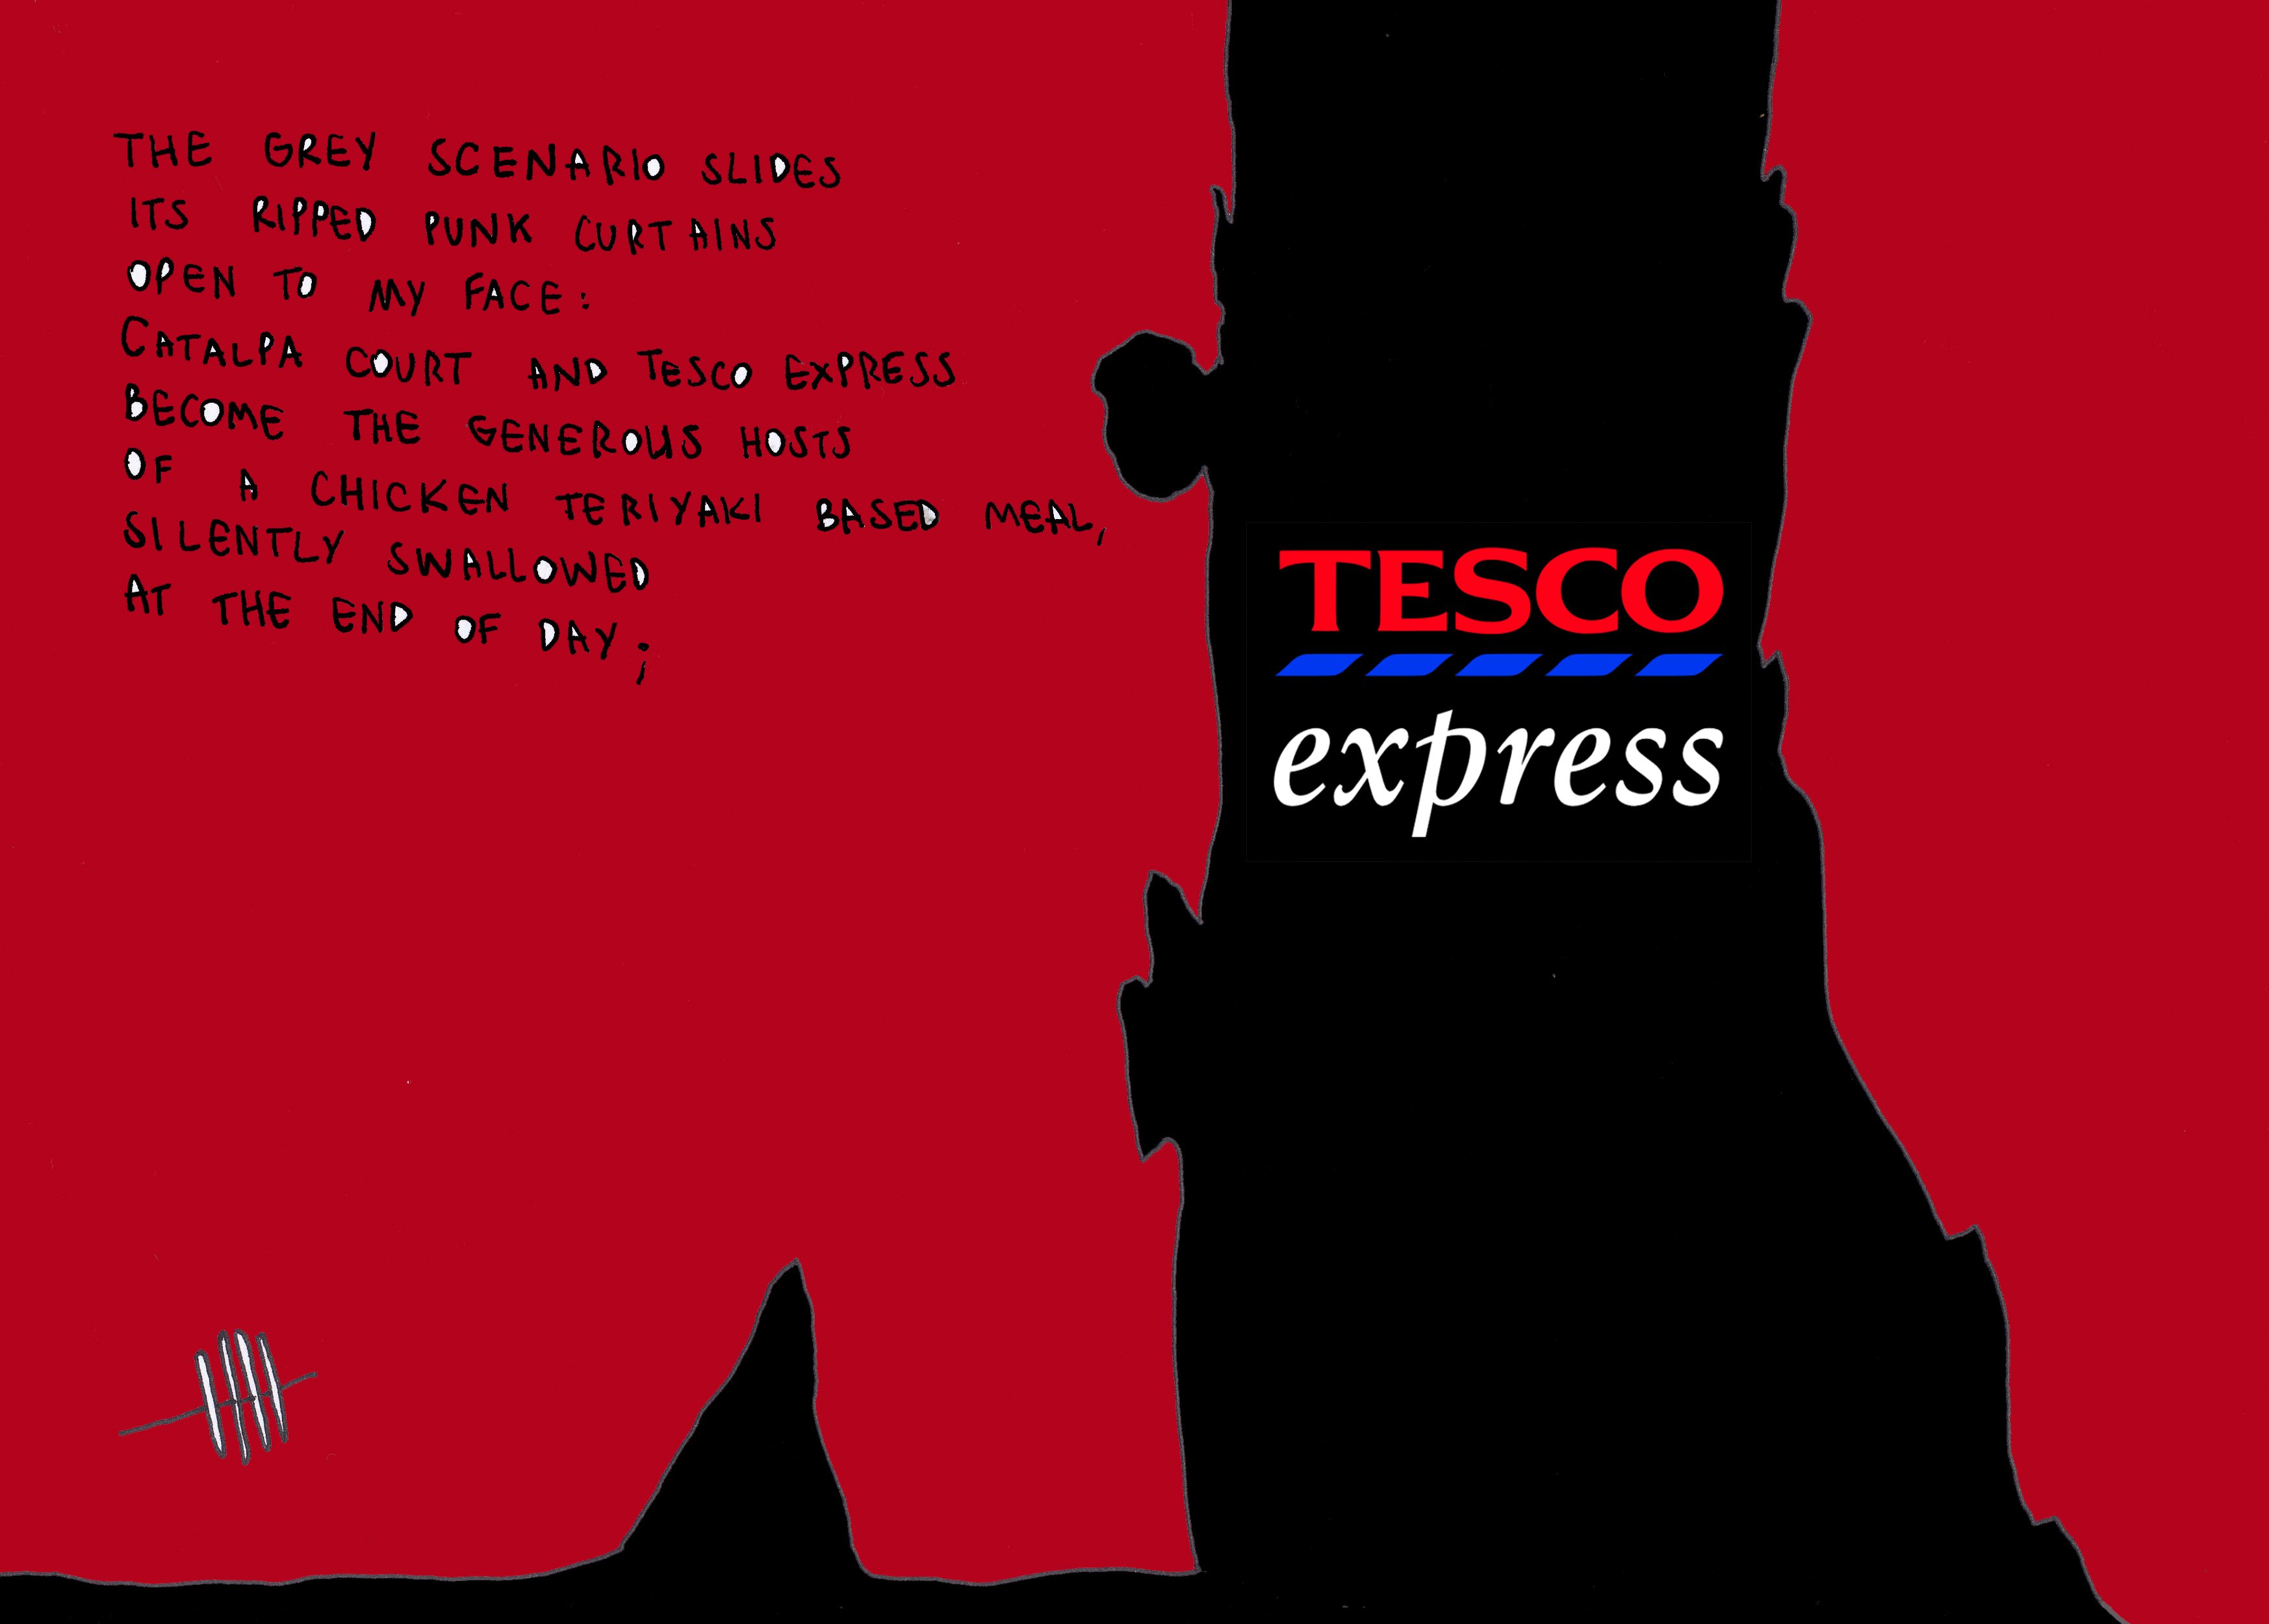 THE GREY SCENARIO SLIDES
ITS RIPPED PUNK CURTAINS
OPEN TO MY FACE:
CATALPA COURT AND TESCO EXPRESS
BECOME THE GENEROUS HOSTS
OF A CHICKEN TERIYAKI BASED MEAL,
SILENTLY SWALLOWED
AT THE END OF DAY;
TESCO
express